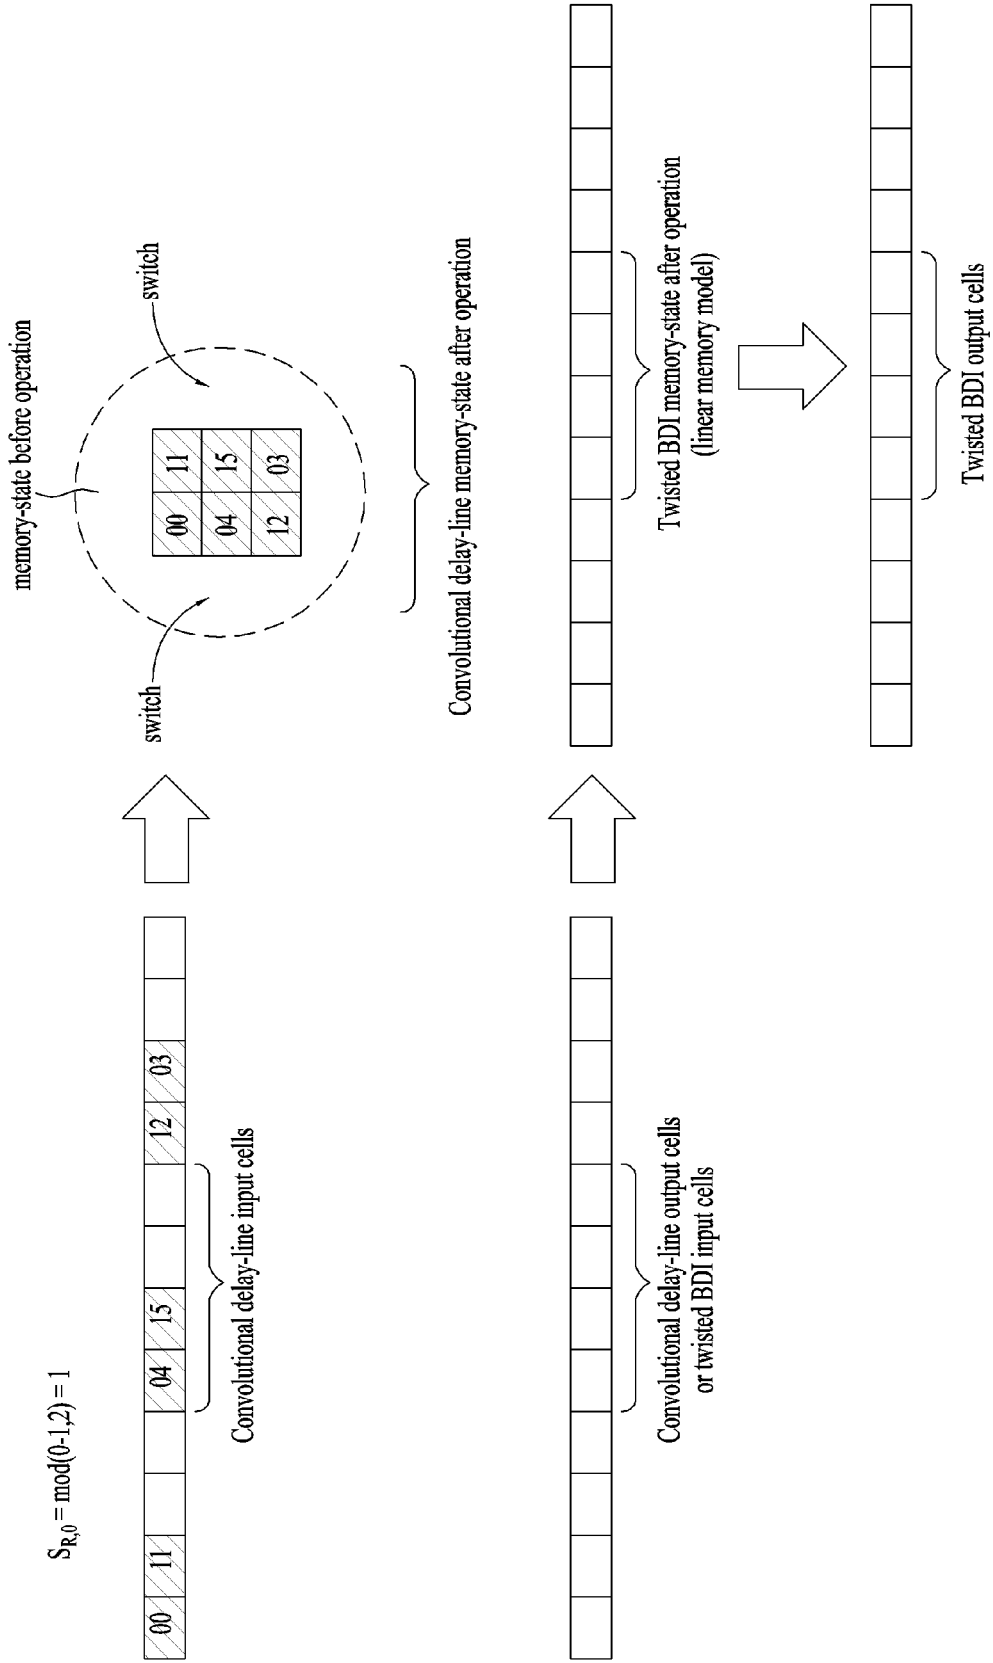 S_R,0 = mod(0-1,2) = 1
00 11 04 15 12 03
Convolutional delay-line input cells
memory-state before operation
switch
switch
00 11
04 15
12 03
Convolutional delay-line memory-state after operation
Convolutional delay-line output cells
or twisted BDI input cells
Twisted BDI memory-state after operation
(linear memory model)
Twisted BDI output cells